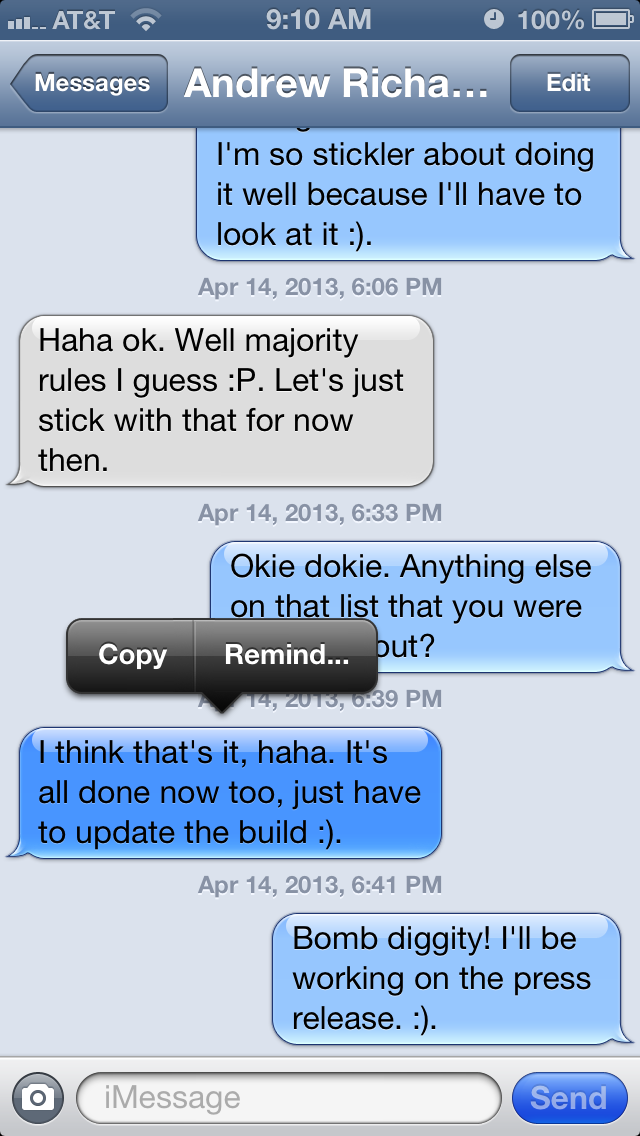 AT&T 9:10 AM 100%
Messages Andrew Richa... Edit
I'm so stickler about doing
it well because I'll have to
look at it :).
Apr 14, 2013, 6:06 PM
Haha ok. Well majority
rules I guess :P. Let's just
stick with that for now
then.
Apr 14, 2013, 6:33 PM
Okie dokie. Anything else
on that list that you were
out?
Copy Remind...
14, 2013, 6:39 PM
I think that's it, haha. It's
all done now too, just have
to update the build :).
Apr 14, 2013, 6:41 PM
Bomb diggity! I'll be
working on the press
release. :).
iMessage Send